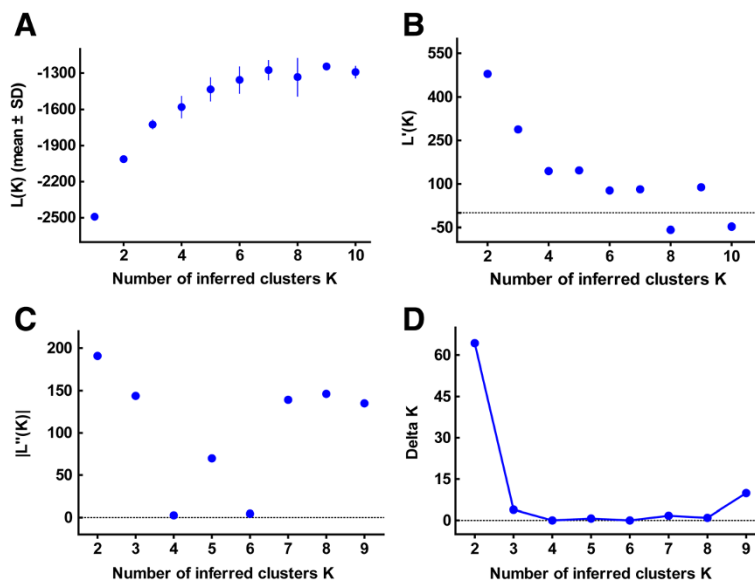 A
L(K) (mean ± SD)
-1300
-1600
-1900
-2200
-2500
2 4 6 8 10
Number of inferred clusters K
B
L'(K)
550
400
250
100
-50
2 4 6 8 10
Number of inferred clusters K
C
|L''(K)|
200
150
100
50
0
2 3 4 5 6 7 8 9
Number of inferred clusters K
D
Delta K
60
45
30
15
0
2 3 4 5 6 7 8 9
Number of inferred clusters K